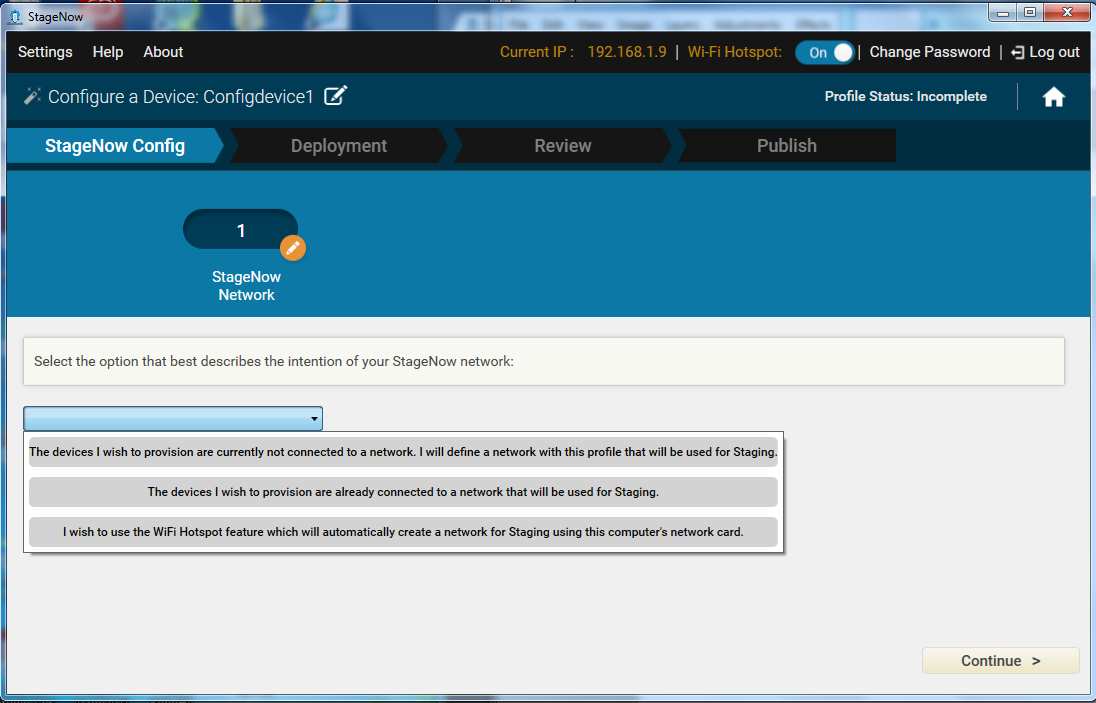 StageNow
Settings Help About Current IP : 192.168.1.9 | Wi-Fi Hotspot: On | Change Password | Log out
Configure a Device: Configdevice1 Profile Status: Incomplete
StageNow Config Deployment Review Publish
1
StageNow
Network
Select the option that best describes the intention of your StageNow network:
The devices I wish to provision are currently not connected to a network. I will define a network with this profile that will be used for Staging.
The devices I wish to provision are already connected to a network that will be used for Staging.
I wish to use the WiFi Hotspot feature which will automatically create a network for Staging using this computer's network card.
Continue >